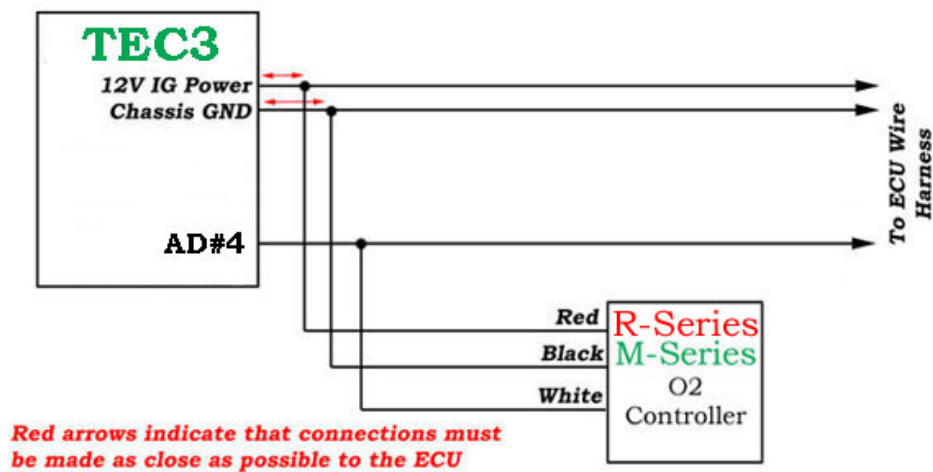 TEC3
12V IG Power
Chassis GND
AD#4
To ECU Wire
Harness
Red
Black
White
R-Series
M-Series
O2
Controller
Red arrows indicate that connections must
be made as close as possible to the ECU